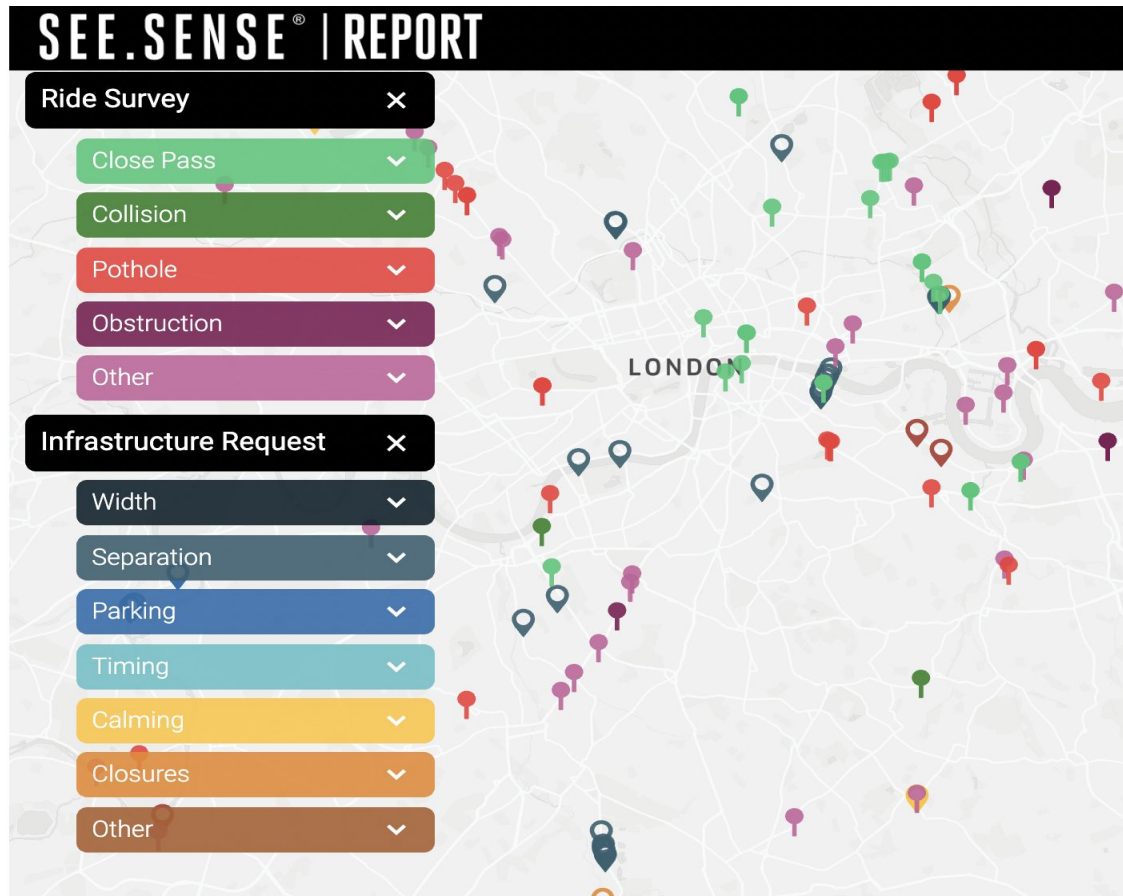 SEE.SENSE® | REPORT
Ride Survey
Close Pass
Collision
Pothole
Obstruction
Other
LONDON
Infrastructure Request
Width
Separation
Parking
Timing
Calming
Closures
Other